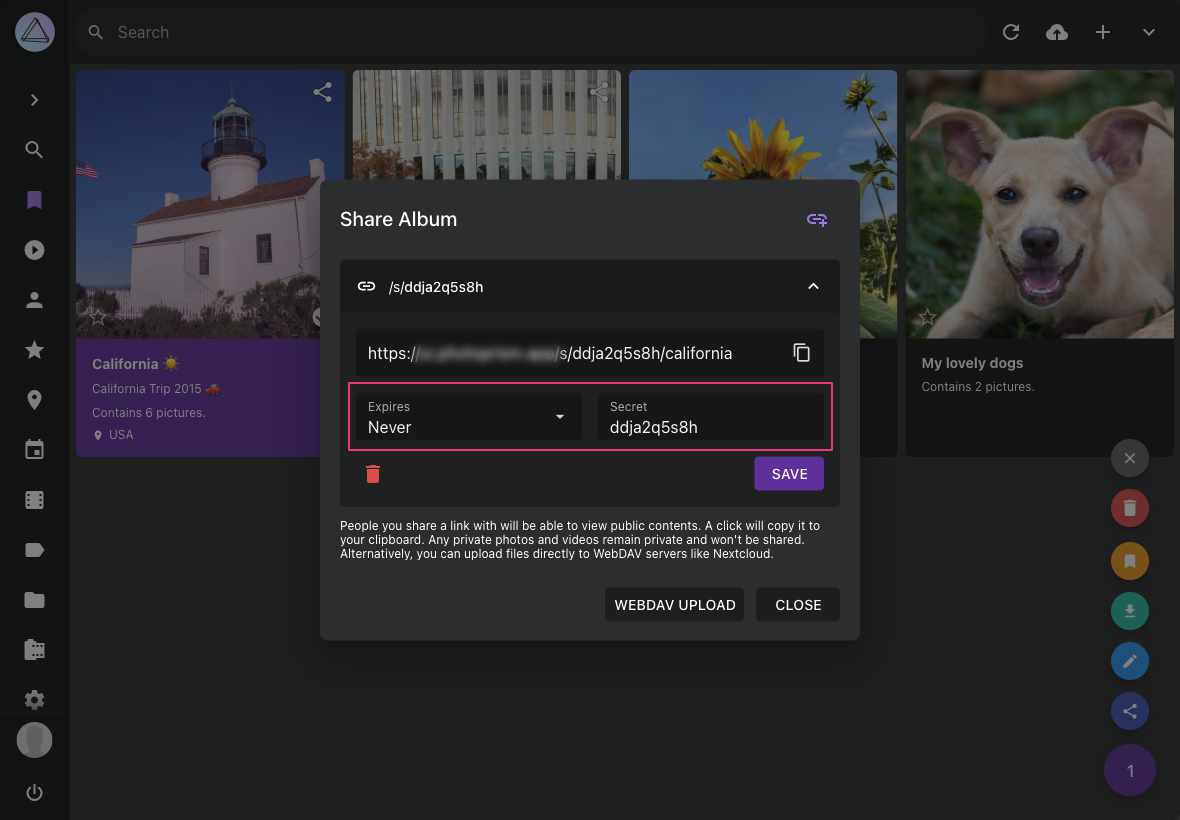 Search
Share Album
/s/ddja2q5s8h
https:/ s/ddja2q5s8h/california
Expires
Never
Secret
ddja2q5s8h
SAVE
People you share a link with will be able to view public contents. A click will copy it to
your clipboard. Any private photos and videos remain private and won't be shared.
Alternatively, you can upload files directly to WebDAV servers like Nextcloud.
WEBDAV UPLOAD
CLOSE
California ☀️
California Trip 2015 🚗
Contains 6 pictures.
USA
My lovely dogs
Contains 2 pictures.
1